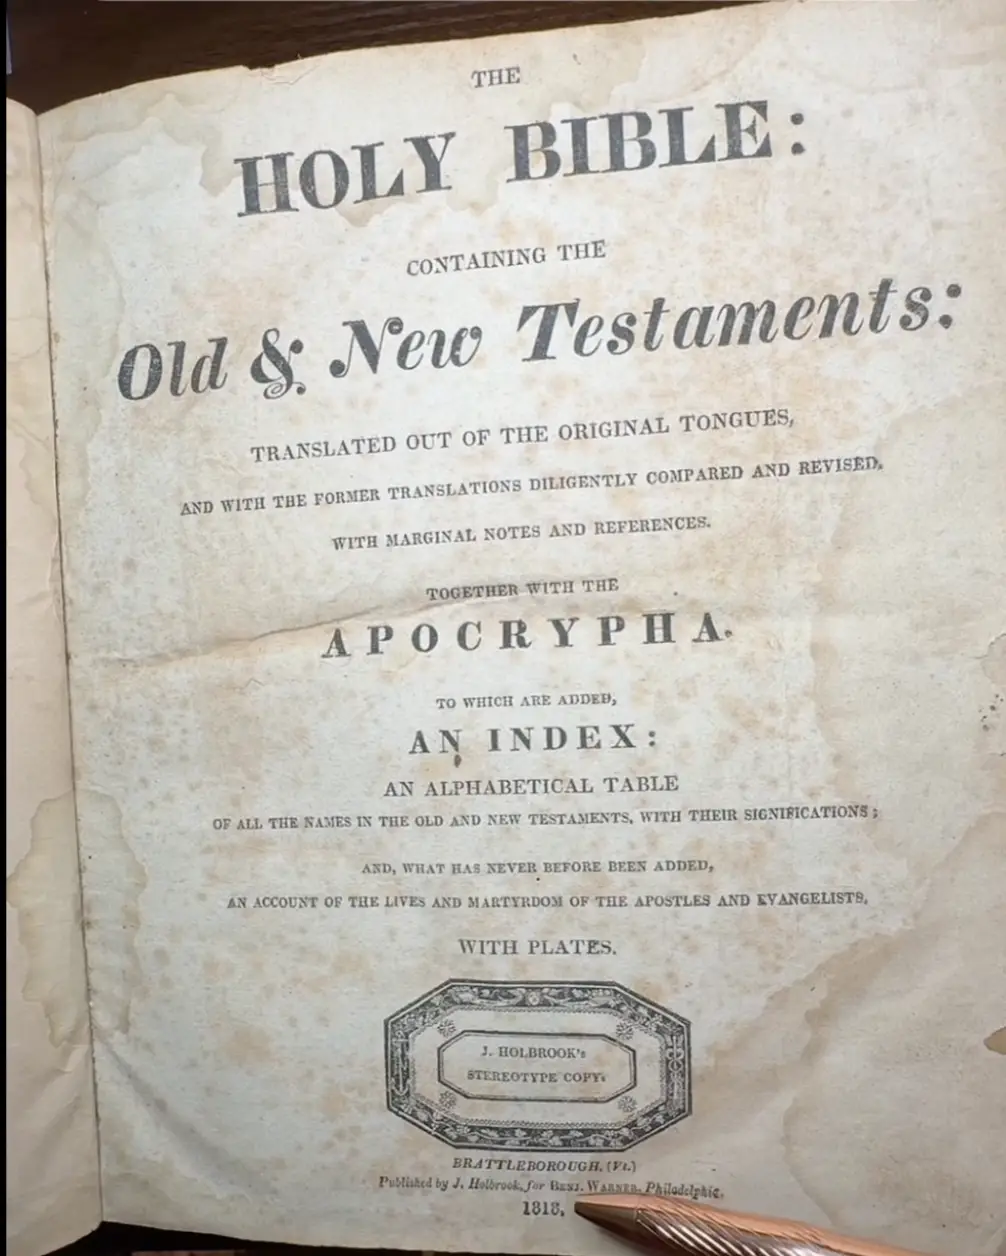 THE
HOLY BIBLE:
CONTAINING THE
Old & New Testaments:
TRANSLATED OUT OF THE ORIGINAL TONGUES,
AND WITH THE FORMER TRANSLATIONS DILIGENTLY COMPARED AND REVISED.
WITH MARGINAL NOTES AND REFERENCES.
TOGETHER WITH THE
APOCRYPHA.
TO WHICH ARE ADDED,
AN INDEX:
AN ALPHABETICAL TABLE
OF ALL THE NAMES IN THE OLD AND NEW TESTAMENTS, WITH THEIR SIGNIFICATIONS;
AND, WHAT HAS NEVER BEFORE BEEN ADDED,
AN ACCOUNT OF THE LIVES AND MARTYRDOM OF THE APOSTLES AND EVANGELISTS.
WITH PLATES.
J. HOLBROOK's
STEREOTYPE COPY.
BRATTLEBOROUGH, (Vt.)
Published by J. Holbrook, for BENJ. WARNER, Philadelphia.
1818.